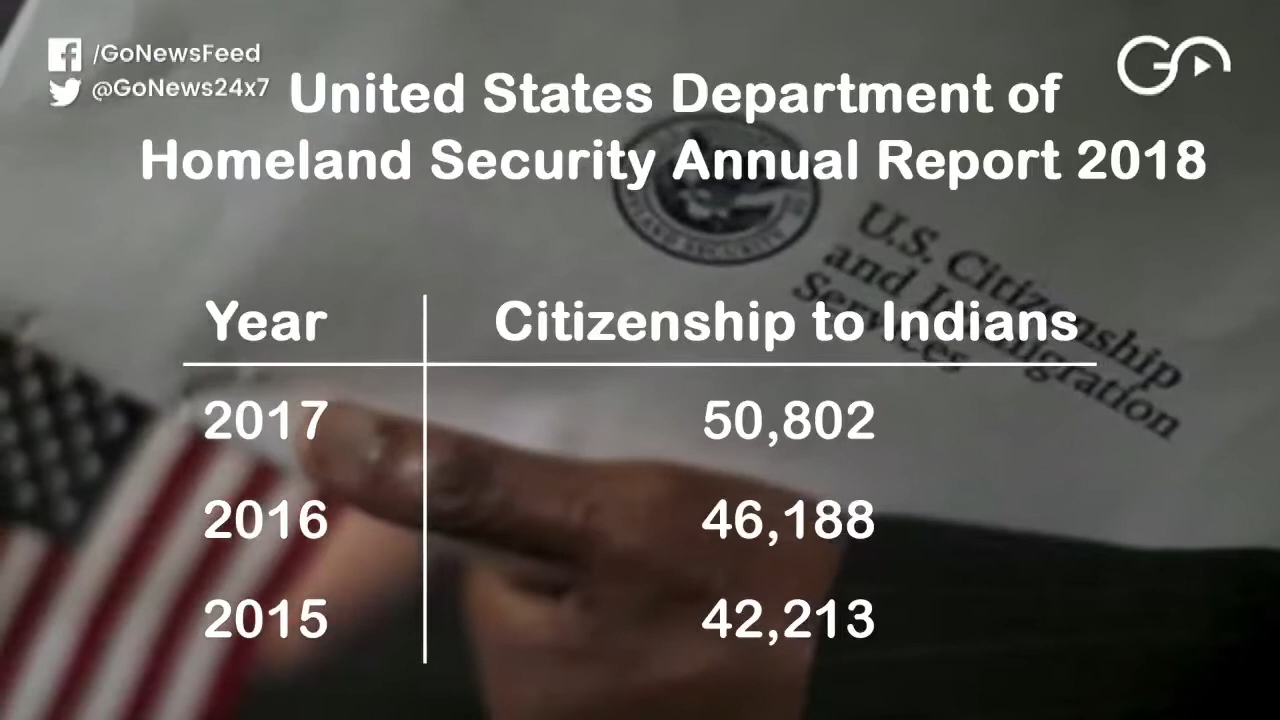 /GoNewsFeed
@GoNews24x7
GO
United States Department of
Homeland Security Annual Report 2018
U.S. Citizenship
and Immigration
Services
Year Citizenship to Indians
2017 50,802
2016 46,188
2015 42,213